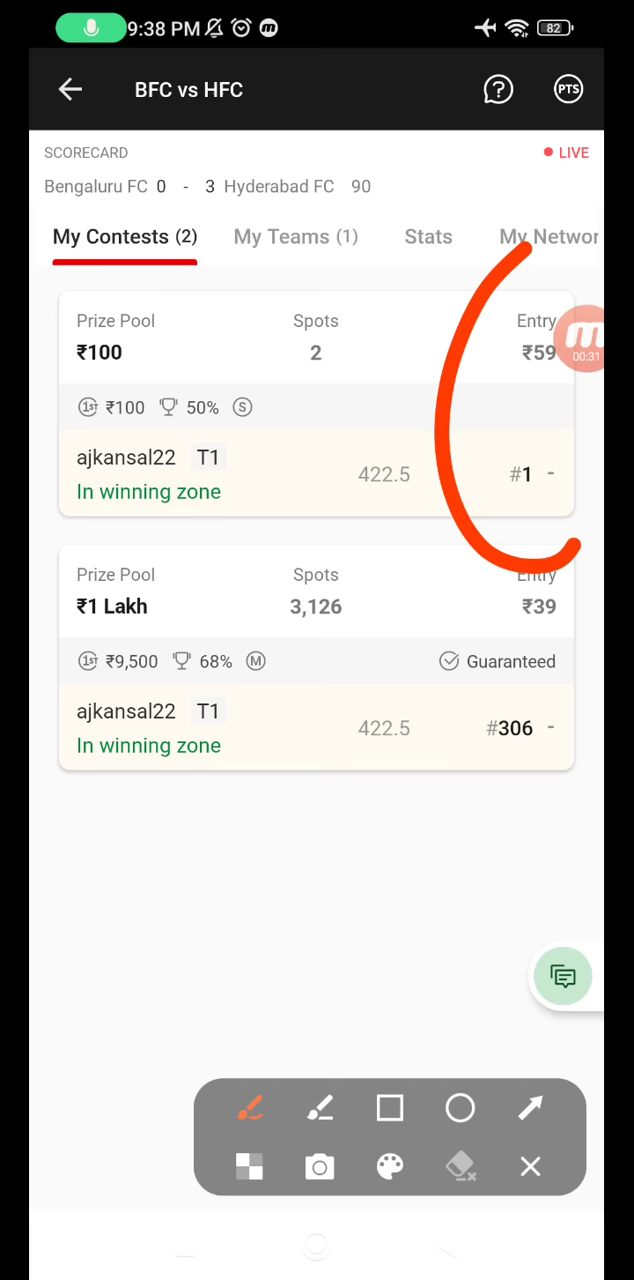 9:38 PM 82
BFC vs HFC PTS
SCORECARD LIVE
Bengaluru FC 0 - 3 Hyderabad FC 90
My Contests (2) My Teams (1) Stats My Networ
Prize Pool Spots Entry
₹100 2 ₹59
00:31
1ST ₹100 50% S
ajkansal22 T1 422.5 #1 -
In winning zone
Prize Pool Spots Entry
₹1 Lakh 3,126 ₹39
1ST ₹9,500 68% M Guaranteed
ajkansal22 T1 422.5 #306 -
In winning zone